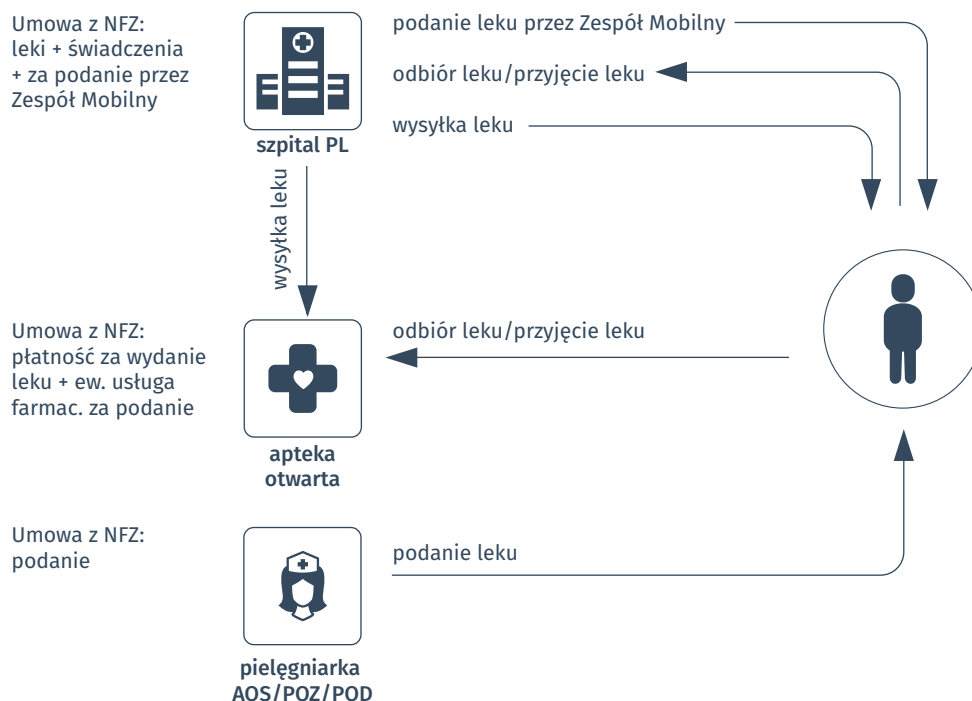 Umowa z NFZ:
leki + świadczenia
+ za podanie przez
Zespół Mobilny
szpital PL
podanie leku przez Zespół Mobilny
odbiór leku/przyjęcie leku
wysyłka leku
wysyłka leku
Umowa z NFZ:
płatność za wydanie
leku + ew. usługa
farmac. za podanie
apteka
otwarta
odbiór leku/przyjęcie leku
Umowa z NFZ:
podanie
pielęgniarka
AOS/POZ/POD
podanie leku